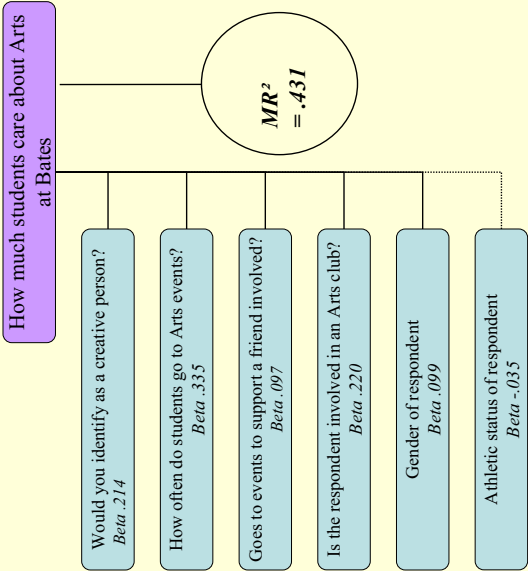 How much students care about Arts
at Bates
MR²
= .431
Would you identify as a creative person?
Beta .214
How often do students go to Arts events?
Beta .335
Goes to events to support a friend involved?
Beta .097
Is the respondent involved in an Arts club?
Beta .220
Gender of respondent
Beta .099
Athletic status of respondent
Beta -.035